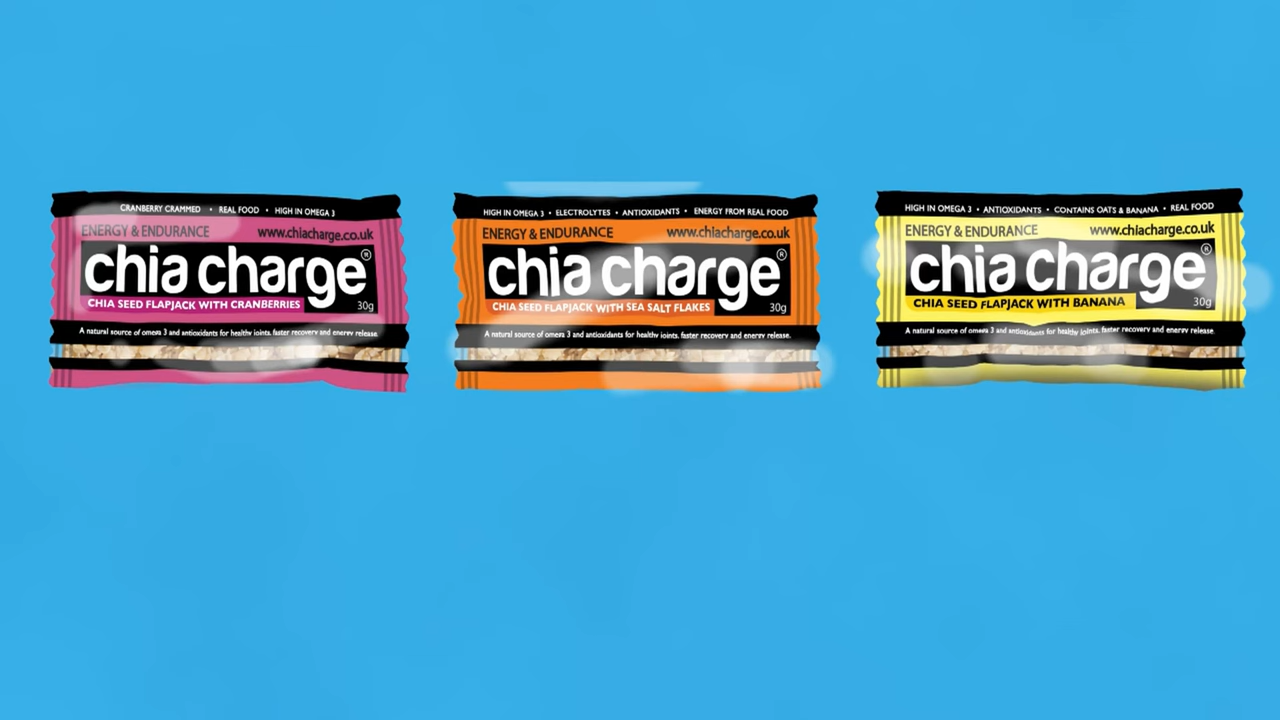 CRANBERRY CRAMMED • REAL FOOD • HIGH IN OMEGA 3
ENERGY & ENDURANCE
www.chiacharge.co.uk
chia charge®
CHIA SEED FLAPJACK WITH CRANBERRIES
30g
A natural source of omega 3 and antioxidants for healthy joints, faster recovery and energy release.
HIGH IN OMEGA 3 • ELECTROLYTES • ANTIOXIDANTS • ENERGY FROM REAL FOOD
ENERGY & ENDURANCE
www.chiacharge.co.uk
chia charge®
CHIA SEED FLAPJACK WITH SEA SALT FLAKES
30g
A natural source of omega 3 and antioxidants for healthy joints, faster recovery and energy release.
HIGH IN OMEGA 3 • ANTIOXIDANTS • CONTAINS OATS & BANANA • REAL FOOD
ENERGY & ENDURANCE
www.chiacharge.co.uk
chia charge®
CHIA SEED FLAPJACK WITH BANANA
30g
A natural source of omega 3 and antioxidants for healthy joints, faster recovery and energy release.